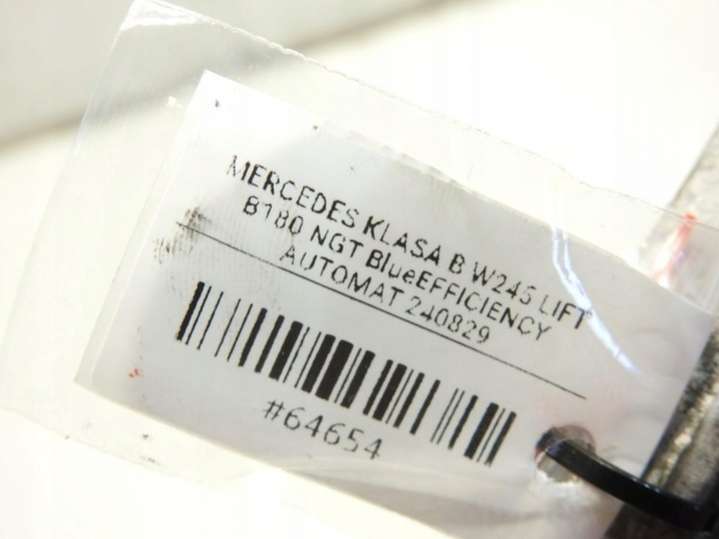 MERCEDES KLASA B W245 LIFT
B180 NGT BlueEFFICIENCY
AUTOMAT 240829
#64654